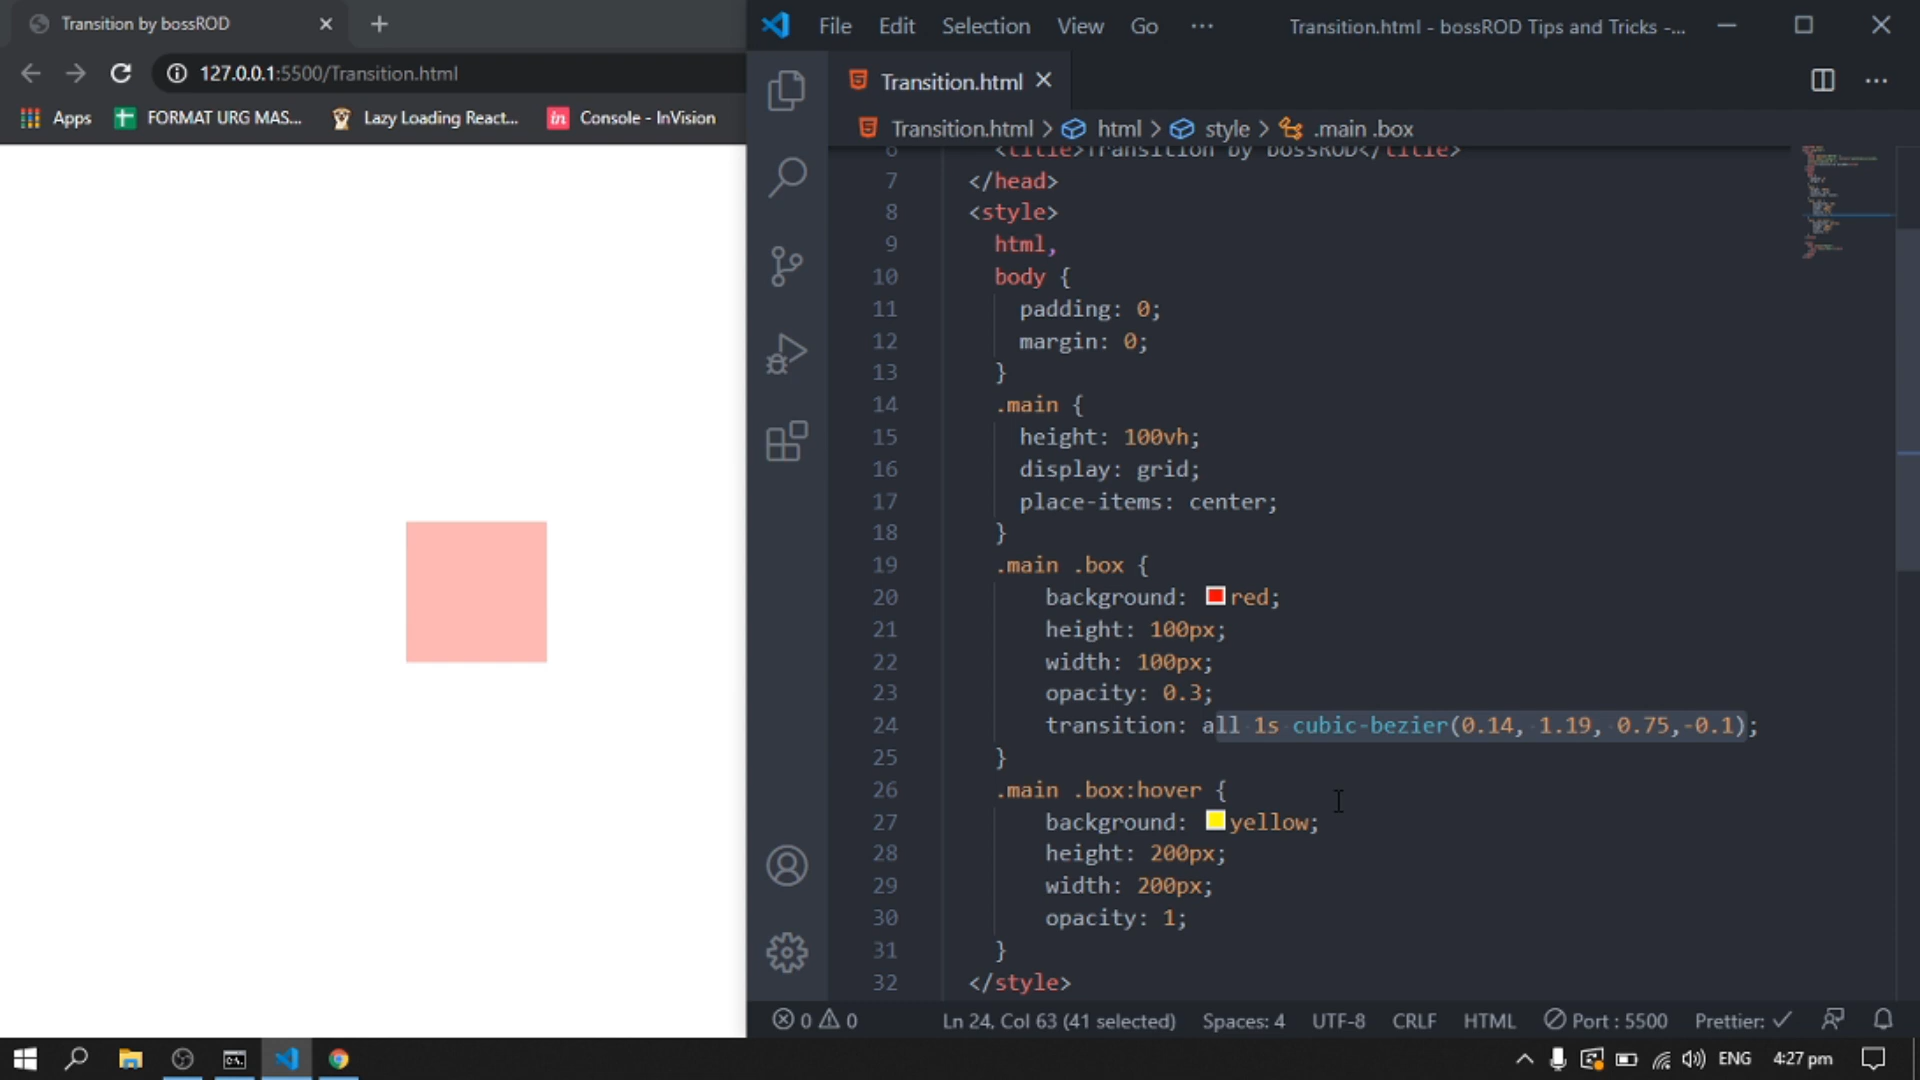 Transition by bossROD
127.0.0.1:5500/Transition.html
Apps
FORMAT URG MAS...
Lazy Loading React...
in
Console - InVision
File Edit Selection View Go ···
Transition.html - bossROD Tips and Tricks -...
Transition.html
Transition.html > html > style > .main .box
6 <title>Transition by bossROD</title>
7 </head>
8 <style>
9 html,
10 body {
11 padding: 0;
12 margin: 0;
13 }
14 .main {
15 height: 100vh;
16 display: grid;
17 place-items: center;
18 }
19 .main .box {
20 background: red;
21 height: 100px;
22 width: 100px;
23 opacity: 0.3;
24 transition: all 1s cubic-bezier(0.14, 1.19, 0.75,-0.1);
25 }
26 .main .box:hover {
27 background: yellow;
28 height: 200px;
29 width: 200px;
30 opacity: 1;
31 }
32 </style>
0 0 Ln 24, Col 63 (41 selected) Spaces: 4 UTF-8 CRLF HTML Port : 5500 Prettier: ✓
ENG 4:27 pm